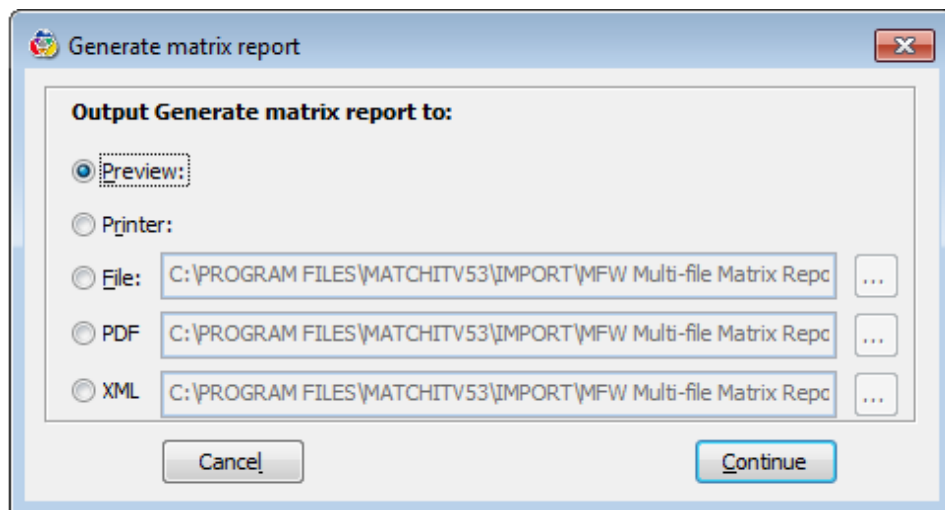 Generate matrix report
Output Generate matrix report to:
Preview:
Printer:
File: C:\PROGRAM FILES\MATCHITV53\IMPORT\MFW Multi-file Matrix Repo ...
PDF C:\PROGRAM FILES\MATCHITV53\IMPORT\MFW Multi-file Matrix Repo ...
XML C:\PROGRAM FILES\MATCHITV53\IMPORT\MFW Multi-file Matrix Repo ...
Cancel Continue